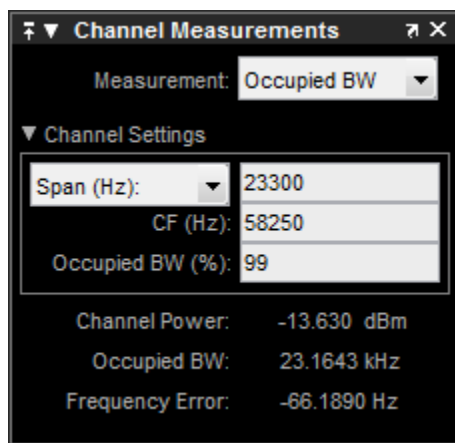 Channel Measurements
Measurement: Occupied BW
Channel Settings
Span (Hz): 23300
CF (Hz): 58250
Occupied BW (%): 99
Channel Power: -13.630 dBm
Occupied BW: 23.1643 kHz
Frequency Error: -66.1890 Hz